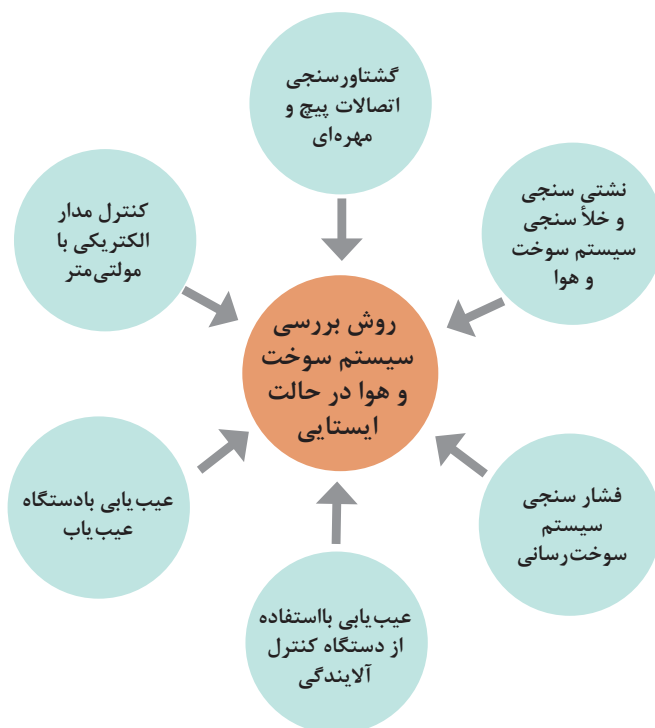 گشتاورسنجی
اتصالات پیچ و
مهره‌ای
نشتی سنجی
و خلأ سنجی
سیستم سوخت
و هوا
کنترل مدار
الکتریکی با
مولتی‌متر
روش بررسی
سیستم سوخت
و هوا در حالت
ایستایی
فشار سنجی
سیستم
سوخت‌رسانی
عیب‌یابی بادستگاه
عیب‌یاب
عیب‌یابی بااستفاده
از دستگاه کنترل
آلایندگی